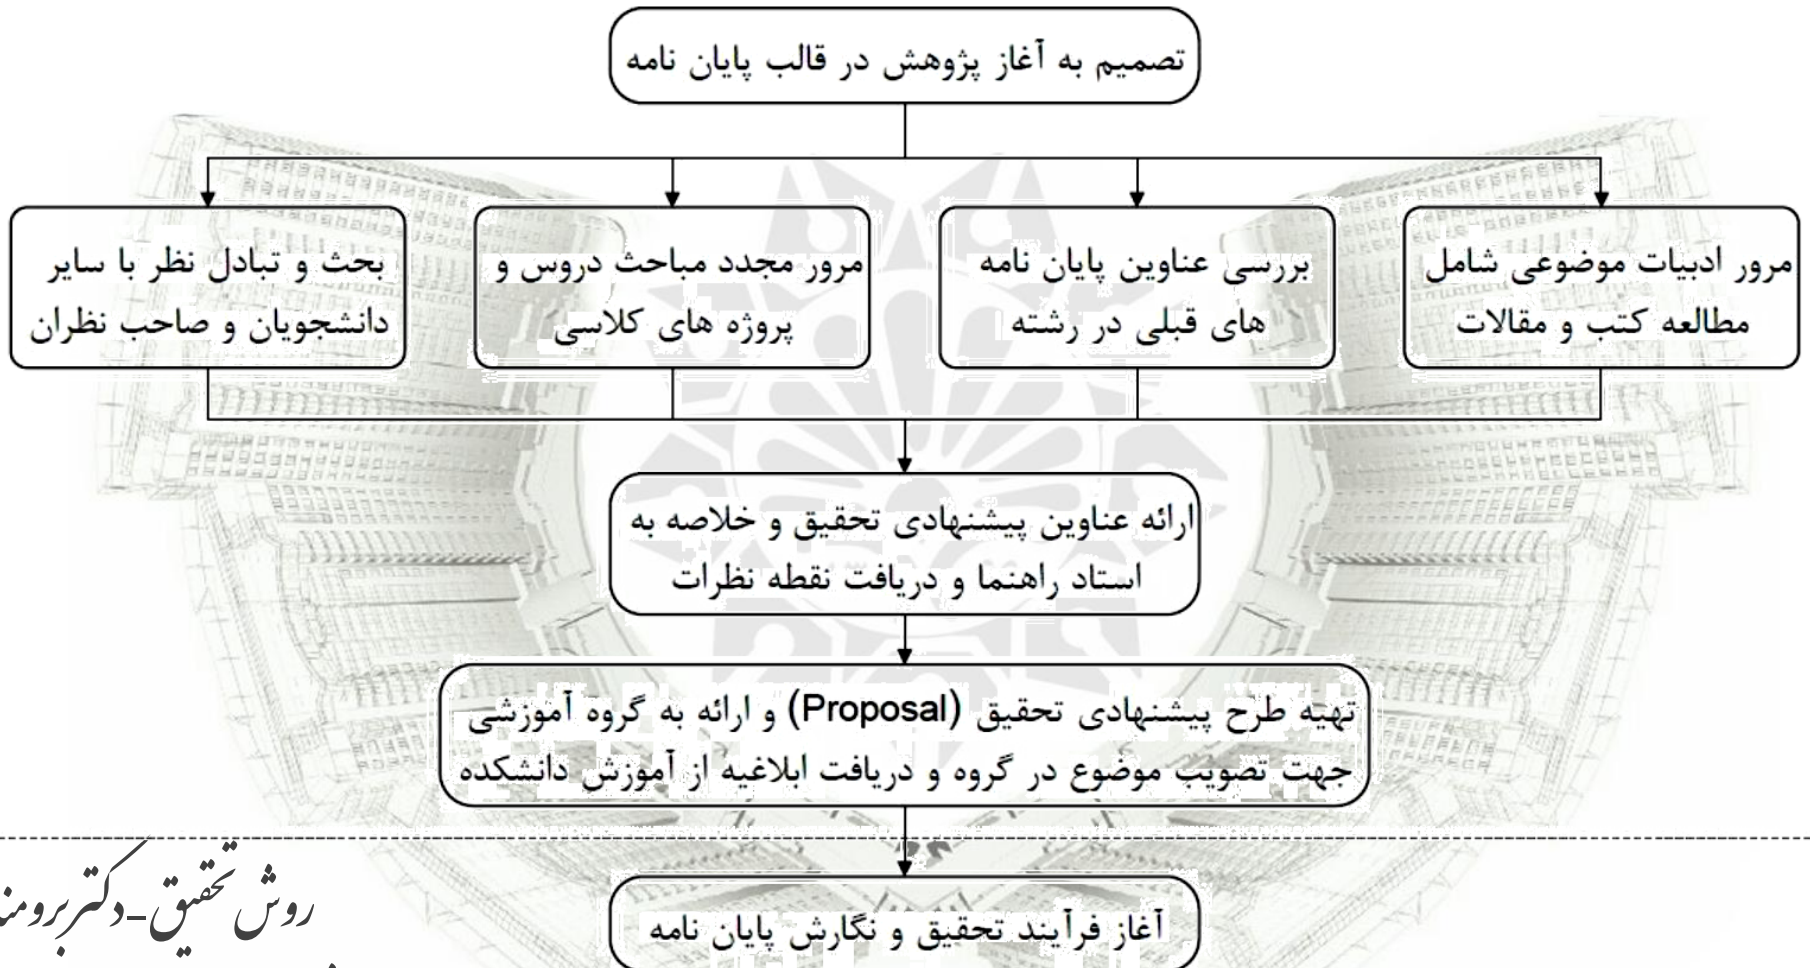 تصمیم به آغاز پژوهش در قالب پایان نامه
مرور ادبیات موضوعی شامل
مطالعه کتب و مقالات
بررسی عناوین پایان نامه
های قبلی در رشته
مرور مجدد مباحث دروس و
پروژه های کلاسی
بحث و تبادل نظر با سایر
دانشجویان و صاحب نظران
ارائه عناوین پیشنهادی تحقیق و خلاصه به
استاد راهنما و دریافت نقطه نظرات
تهیه طرح پیشنهادی تحقیق (Proposal) و ارائه به گروه آموزشی
جهت تصویب موضوع در گروه و دریافت ابلاغیه از آموزش دانشکده
آغاز فرآیند تحقیق و نگارش پایان نامه
روش تحقیق-دکتر